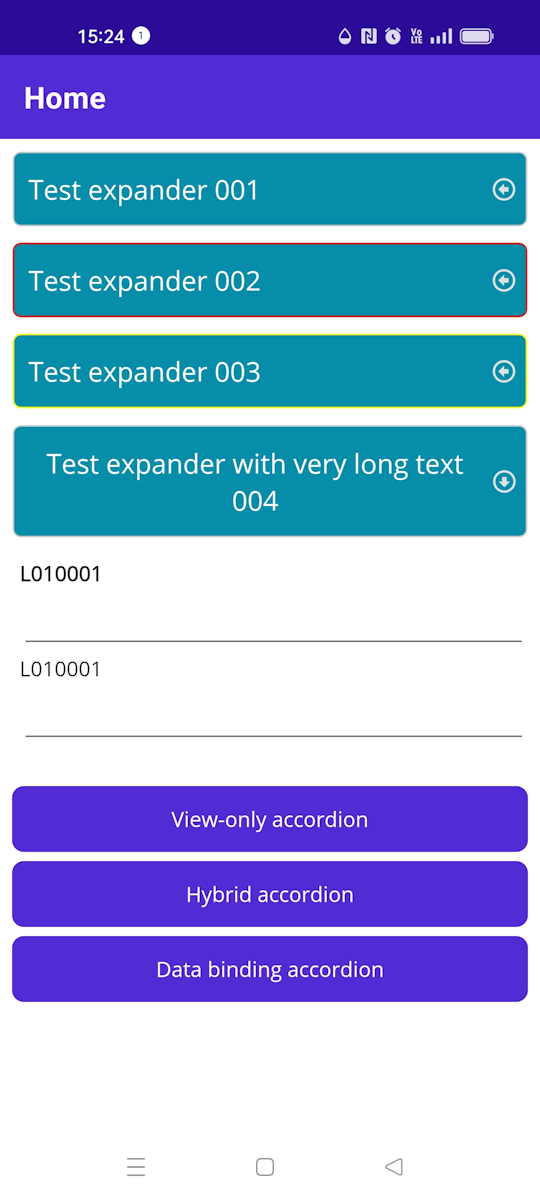 15:24 1
VoLTE
Home
Test expander 001
Test expander 002
Test expander 003
Test expander with very long text
004
L010001
L010001
View-only accordion
Hybrid accordion
Data binding accordion